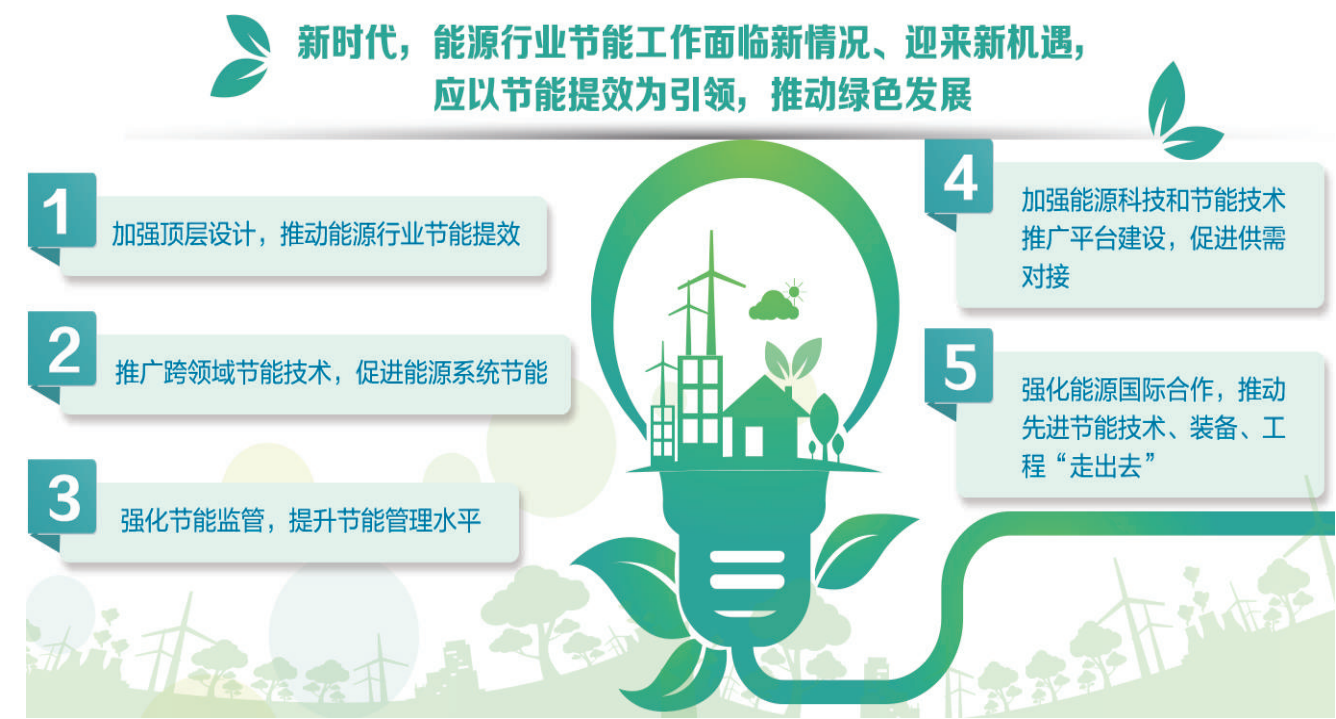 新时代，能源行业节能工作面临新情况、迎来新机遇，
应以节能提效为引领，推动绿色发展
1
加强顶层设计，推动能源行业节能提效
2
推广跨领域节能技术，促进能源系统节能
3
强化节能监管，提升节能管理水平
4
加强能源科技和节能技术
推广平台建设，促进供需
对接
5
强化能源国际合作，推动
先进节能技术、装备、工
程“走出去”